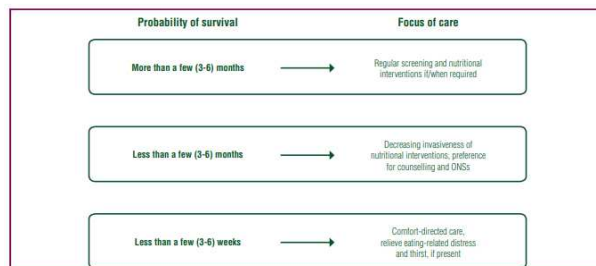 Probability of survival
Focus of care
More than a few (3-6) months
Regular screening and nutritional
interventions if/when required
Less than a few (3-6) months
Decreasing invasiveness of
nutritional interventions, preference
for counselling and ONSs
Less than a few (3-6) weeks
Comfort-directed care,
relieve eating-related distress
and thirst, if present